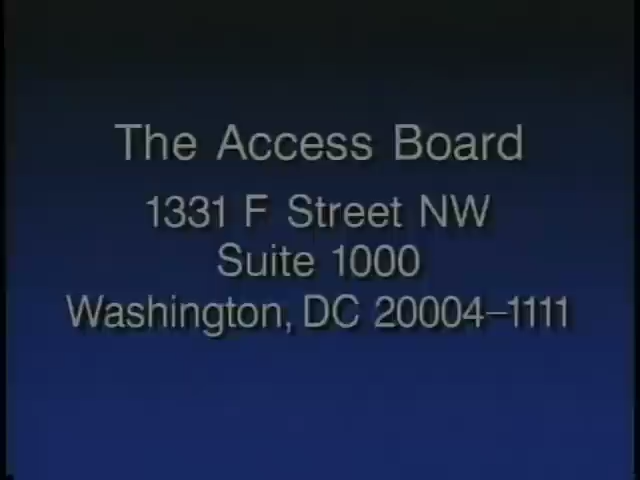 The Access Board
1331 F Street NW
Suite 1000
Washington, DC 20004–1111